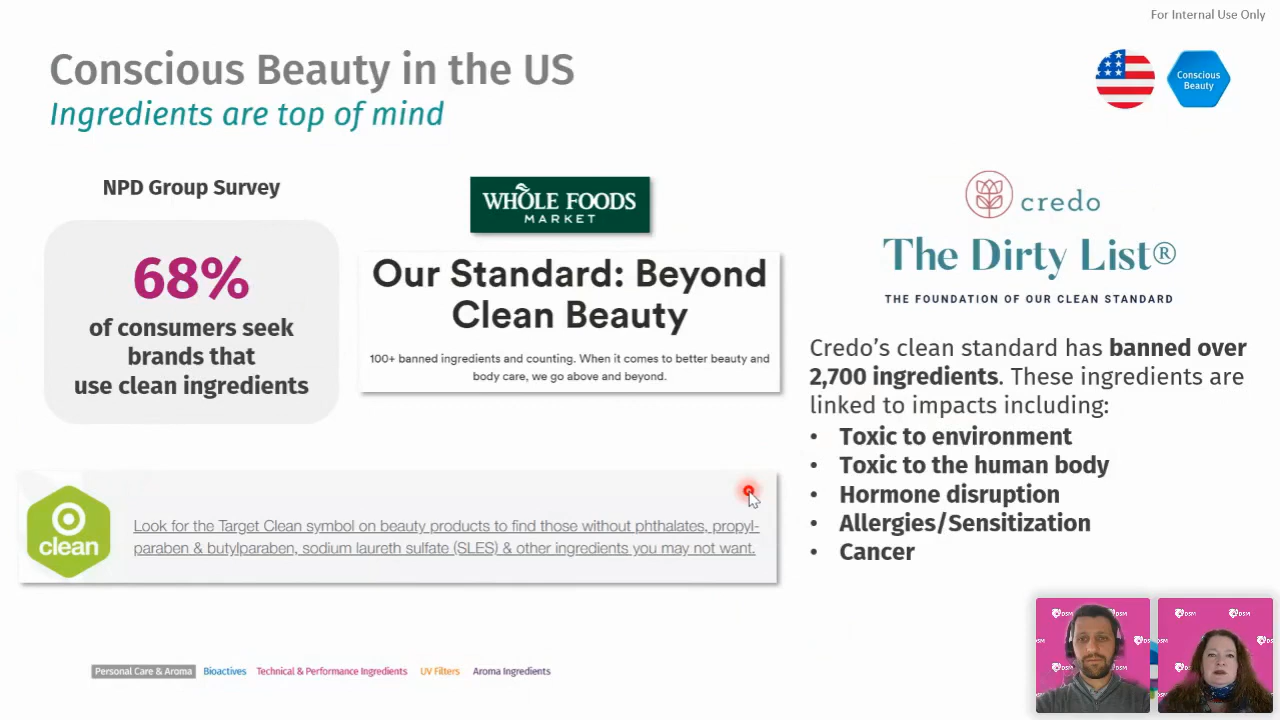 For Internal Use Only
Conscious Beauty in the US
Ingredients are top of mind
Conscious
Beauty
NPD Group Survey
68%
of consumers seek
brands that
use clean ingredients
WHOLE FOODS
MARKET
Our Standard: Beyond
Clean Beauty
100+ banned ingredients and counting. When it comes to better beauty and
body care, we go above and beyond.
clean
Look for the Target Clean symbol on beauty products to find those without phthalates, propyl-
paraben & butylparaben, sodium laureth sulfate (SLES) & other ingredients you may not want.
credo
The Dirty List®
THE FOUNDATION OF OUR CLEAN STANDARD
Credo’s clean standard has banned over
2,700 ingredients. These ingredients are
linked to impacts including:
• Toxic to environment
• Toxic to the human body
• Hormone disruption
• Allergies/Sensitization
• Cancer
Personal Care & Aroma Bioactives Technical & Performance Ingredients UV Filters Aroma Ingredients
DSM
DSM